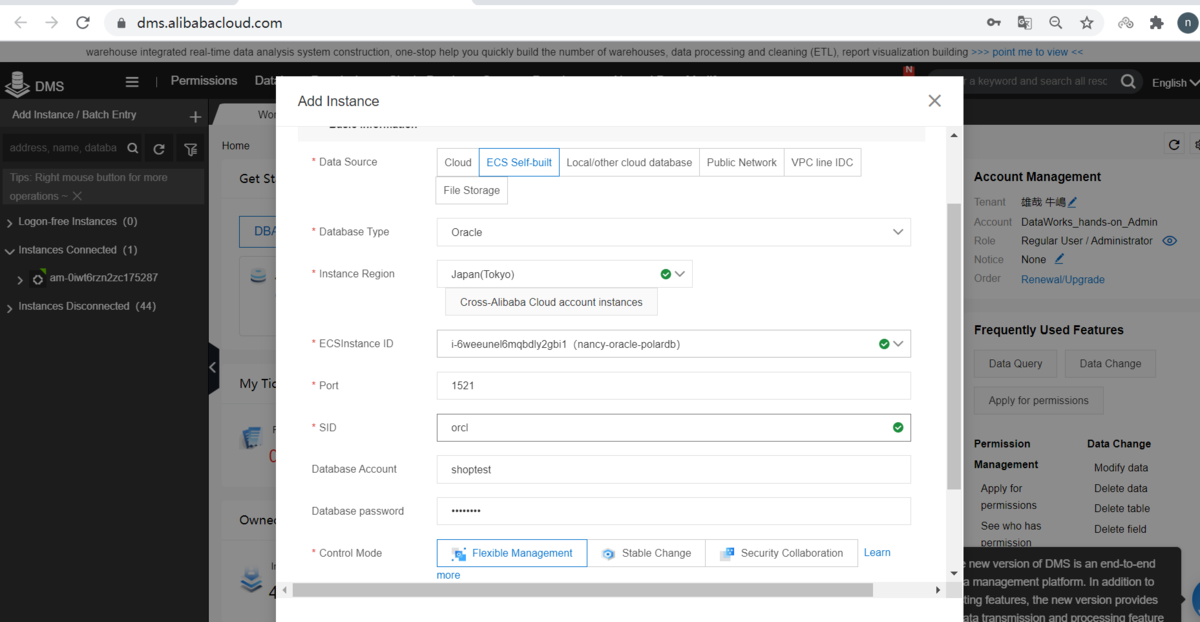 dms.alibabacloud.com
n
warehouse integrated real-time data analysis system construction, one-stop help you quickly build the number of warehouses, data processing and cleaning (ETL), report visualization building >>> point me to view <<
DMS
Permissions
N
a keyword and search all resc
English
Add Instance / Batch Entry
address, name, databa
Tips: Right mouse button for more
operations ~
Logon-free Instances (0)
Instances Connected (1)
am-0iwt6rzn2zc175287
Instances Disconnected (44)
Home
Add Instance
Basic Information
* Data Source
Cloud
ECS Self-built
Local/other cloud database
Public Network
VPC line IDC
File Storage
* Database Type
Oracle
* Instance Region
Japan(Tokyo)
Cross-Alibaba Cloud account instances
* ECSInstance ID
i-6weeunel6mqbdly2gbi1 (nancy-oracle-polardb)
* Port
1521
* SID
orcl
Database Account
shoptest
Database password
••••••••
* Control Mode
Flexible Management
Stable Change
Security Collaboration
Learn
more
Account Management
Tenant 雄哉 牛嶋
Account DataWorks_hands-on_Admin
Role Regular User / Administrator
Notice None
Order Renewal/Upgrade
Frequently Used Features
Data Query
Data Change
Apply for permissions
Permission
Management
Apply for
permissions
See who has
permission
Data Change
Modify data
Delete data
Delete table
Delete field
new version of DMS is an end-to-end
a management platform. In addition to
ting features, the new version provides
ata transmission and processing feature